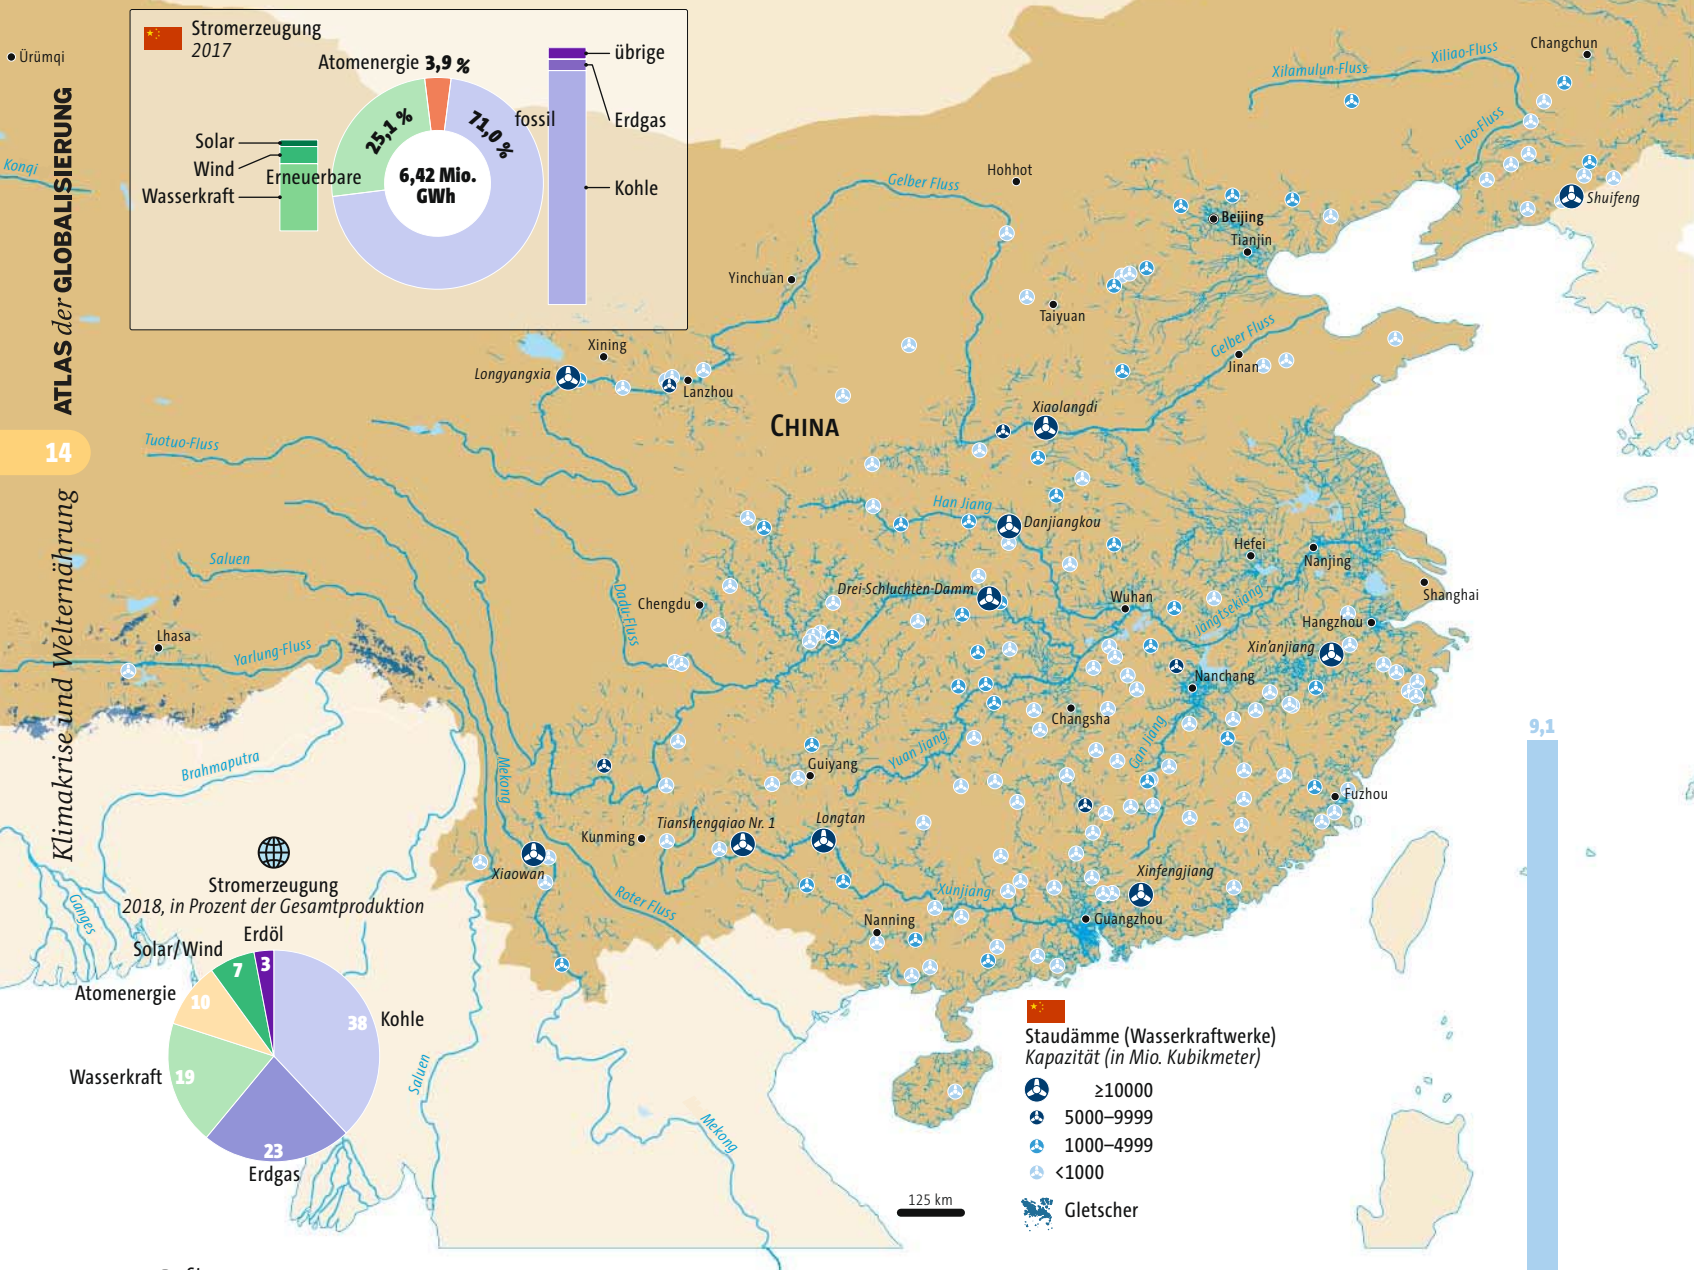 ATLAS der GLOBALISIERUNG
14
Klimakrise und Welternährung
Stromerzeugung
2017
Atomenergie 3,9 %
25,1 %
71,0 %
fossil
6,42 Mio.
GWh
Erneuerbare
Solar
Wind
Wasserkraft
übrige
Erdgas
Kohle
Ürümqi
Konqi
Changchun
Xiliao-Fluss
Xilamulun-Fluss
Liao-Fluss
Shuifeng
Hohhot
Gelber Fluss
Beijing
Tianjin
Yinchuan
Taiyuan
Gelber Fluss
Jinan
Xining
Longyangxia
Lanzhou
CHINA
Xiaolangdi
Tuotuo-Fluss
Han Jiang
Danjiangkou
Hefei
Nanjing
Saluen
Dadu-Fluss
Drei-Schluchten-Damm
Chengdu
Wuhan
Jangtsekiang
Shanghai
Hangzhou
Lhasa
Yarlung-Fluss
Xin'anjiang
Nanchang
Changsha
Gan Jiang
Brahmaputra
Mekong
Yuan Jiang
Guiyang
Fuzhou
Kunming
Tianshengqiao Nr. 1
Longtan
Xiaowan
Xinfengjiang
Roter Fluss
Xunjiang
Nanning
Guangzhou
Ganges
Saluen
Mekong
9,1
Stromerzeugung
2018, in Prozent der Gesamtproduktion
Erdöl
3
Solar/Wind
7
Atomenergie
10
Kohle
38
Wasserkraft
19
23
Erdgas
Staudämme (Wasserkraftwerke)
Kapazität (in Mio. Kubikmeter)
≥10000
5000–9999
1000–4999
<1000
Gletscher
125 km